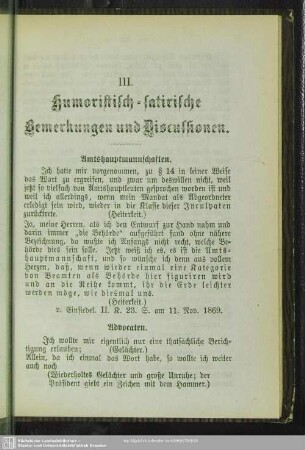 III.
Humoristisch-satirische
Bemerkungen und Discussionen.
Amtshauptmannschaften.
Ich hatte mir vorgenommen, zu § 14 in keiner Weise
das Wort zu ergreifen, und zwar um deswillen nicht, weil
jetzt so vielfach von Amtshauptleuten gesprochen worden ist und
weil ich allerdings, wenn mein Mandat als Abgeordneter
erledigt sein wird, wieder in die Klasse dieser Inculpaten
zurücktrete. (Heiterkeit.)
Ja, meine Herren, als ich den Entwurf zur Hand nahm und
darin immer "die Behörde" aufgeführt fand ohne nähere
Bezeichnung, da wußte ich Anfangs nicht recht, welche Be-
hörde dies sein solle. Jetzt weiß ich es, es ist die Amts-
hauptmannschaft, und so wünsche ich denn aus vollem
Herzen, daß, wenn wieder einmal eine Kategorie
von Beamten als Behörde hier figuriren wird
und an die Reihe kommt, ihr die Erde leichter
werden möge, wie diesmal uns.
(Heiterkeit.)
v. Einsiedel. II. K. 23. S. am 11. Nov. 1869.
Advocaten.
Ich wollte mir eigentlich nur eine thatsächliche Berich-
tigung erlauben; (Gelächter.)
Allein, da ich einmal das Wort habe, so wollte ich weiter
auch noch
(Wiederholtes Gelächter und große Unruhe; der
Präsident giebt ein Zeichen mit dem Hammer.)